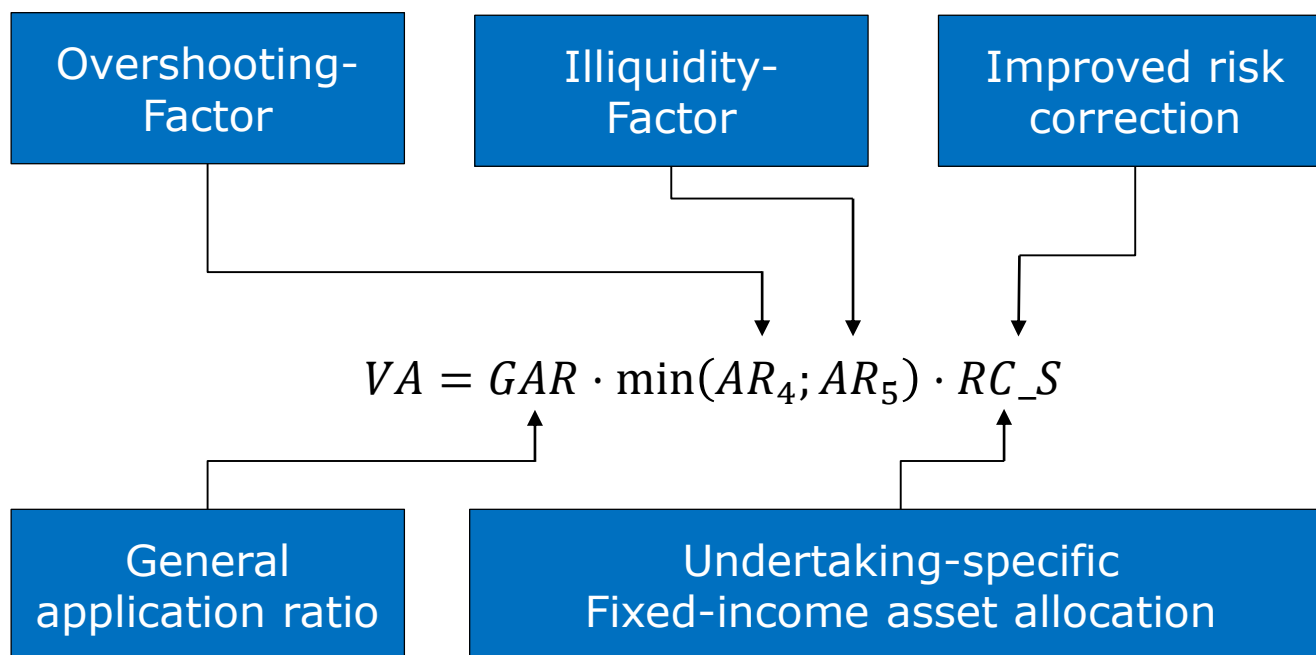 Overshooting-
Factor
Illiquidity-
Factor
Improved risk
correction
VA = GAR · min(AR₄; AR₅) · RC_S
General
application ratio
Undertaking-specific
Fixed-income asset allocation